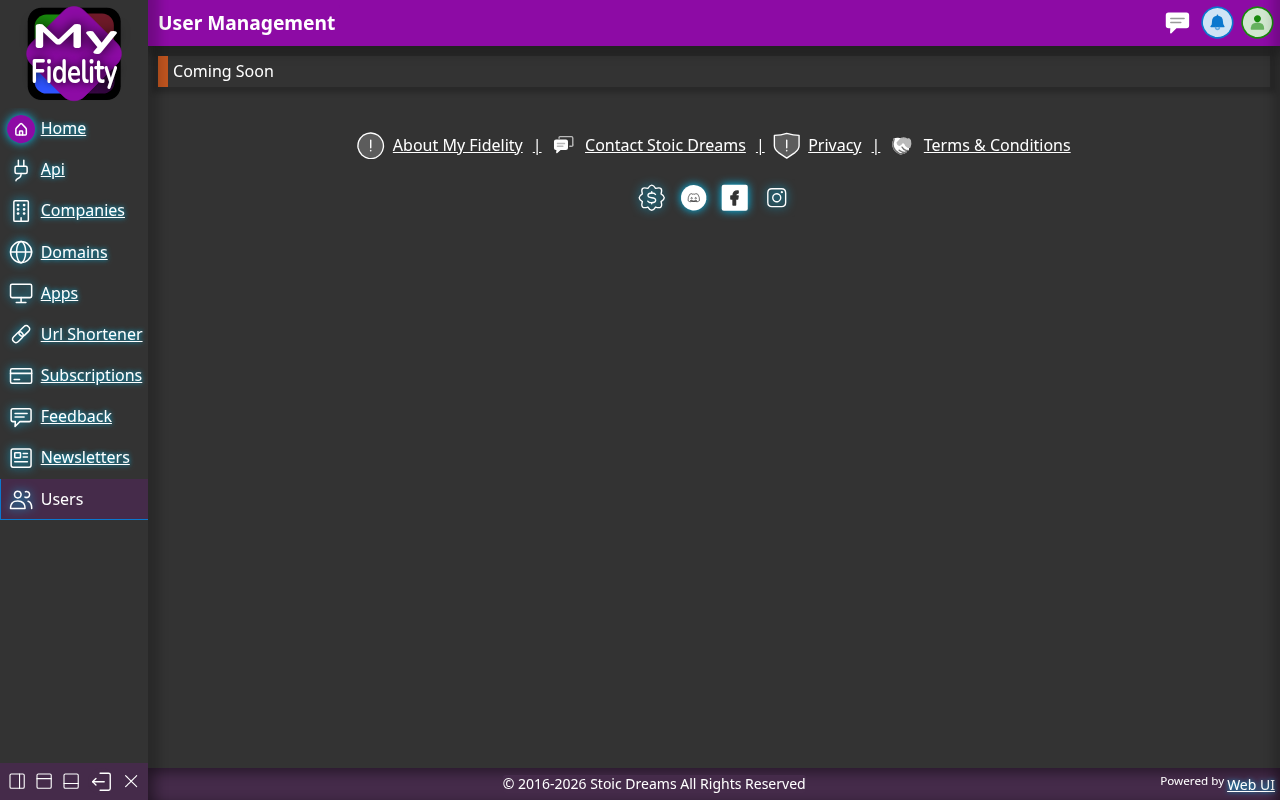 My
Fidelity
User Management
Home
Api
Companies
Domains
Apps
Url Shortener
Subscriptions
Feedback
Newsletters
Users
Coming Soon
About My Fidelity | Contact Stoic Dreams | Privacy | Terms & Conditions
© 2016-2026 Stoic Dreams All Rights Reserved
Powered by Web UI